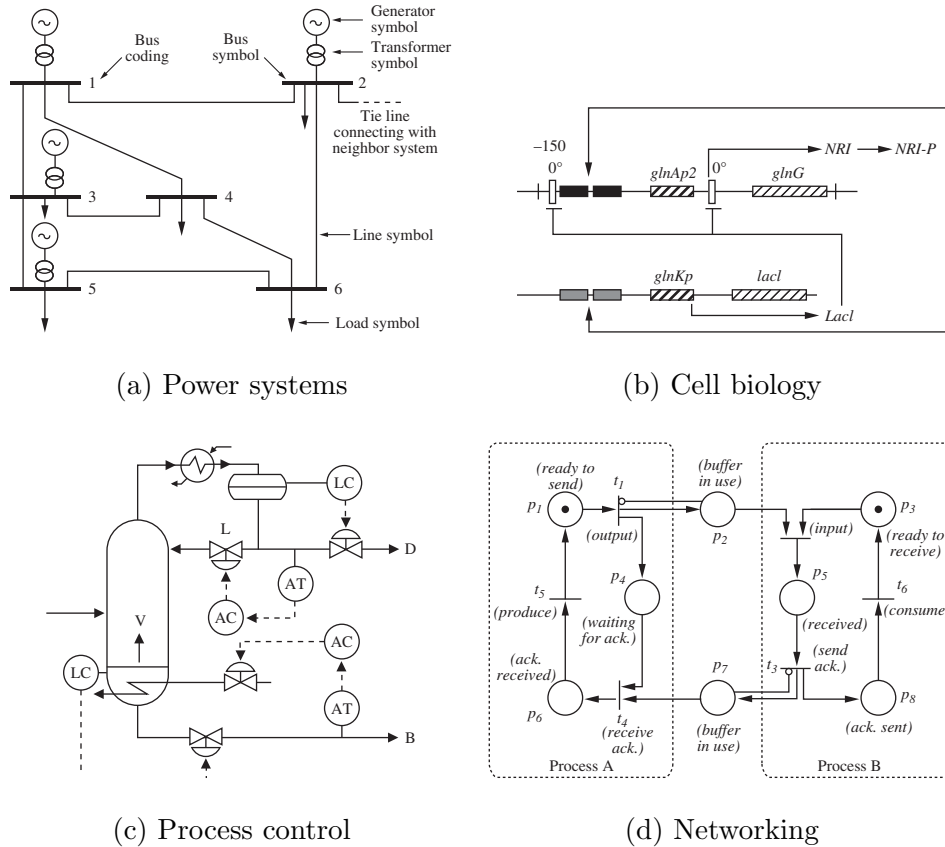 Generator
symbol
Bus
coding
Bus
symbol
Transformer
symbol
1
2
Tie line
connecting with
neighbor system
3
4
Line symbol
5
6
Load symbol
(a) Power systems
–150
0°
0°
NRI
NRI-P
glnAp2
glnG
glnKp
lacl
Lacl
(b) Cell biology
LC
L
D
AT
AC
V
AC
LC
AT
B
(c) Process control
(ready to
send)
t1
(buffer
in use)
p1
(output)
p2
(input)
p3
(ready to
receive)
p4
p5
t5
(produce)
(waiting
for ack.)
(received)
t6
(consume)
(ack.
received)
p7
t3
(send
ack.)
p6
t4
(receive
ack.)
(buffer
in use)
p8
(ack. sent)
Process A
Process B
(d) Networking